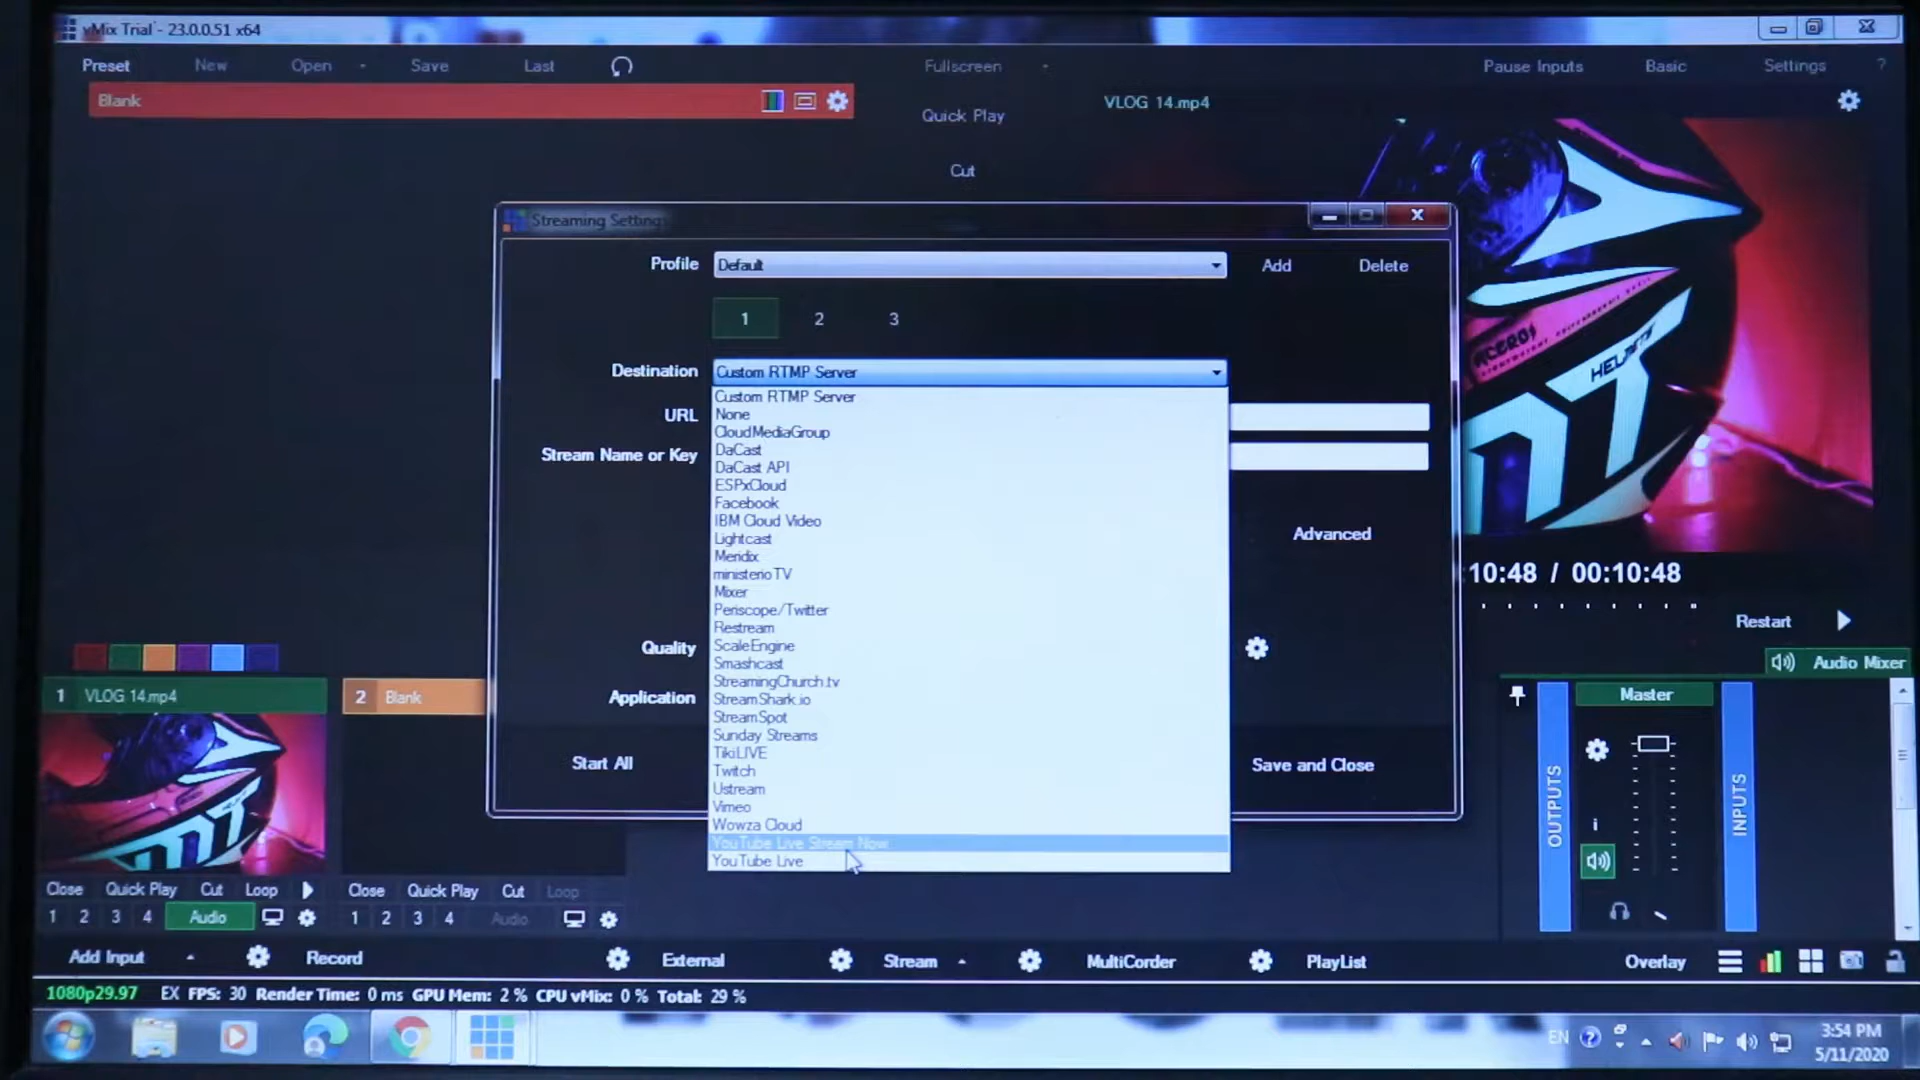 vMix Trial - 23.0.0.51 x64
Preset New Open Save Last Fullscreen Pause Inputs Basic Settings ?
Blank
Quick Play
VLOG 14.mp4
Cut
Streaming Settings
Profile Default Add Delete
1 2 3
Destination Custom RTMP Server
Custom RTMP Server
URL
None
CloudMediaGroup
Stream Name or Key
DaCast
DaCast API
ESPxCloud
Facebook
IBM Cloud Video
Advanced
Lightcast
Meridix
ministerioTV
Mixer
Periscope/Twitter
Restream
ScaleEngine
Quality
Smashcast
StreamingChurch.tv
Application
StreamShark.io
StreamSpot
Sunday Streams
TikiLIVE
Start All
Save and Close
Twitch
Ustream
Vimeo
Wowza Cloud
YouTube Live Stream Now
YouTube Live
HELMETS
:10:48 / 00:10:48
Restart
Audio Mixer
Master
OUTPUTS
INPUTS
i
1 VLOG 14.mp4
2 Blank
Close Quick Play Cut Loop
1 2 3 4 Audio
Close Quick Play Cut Loop
1 2 3 4 Audio
Add Input Record External Stream MultiCorder PlayList Overlay
1080p29.97 EX FPS: 30 Render Time: 0 ms GPU Mem: 2 % CPU vMix: 0 % Total: 29 %
EN ? 3:54 PM
5/11/2020